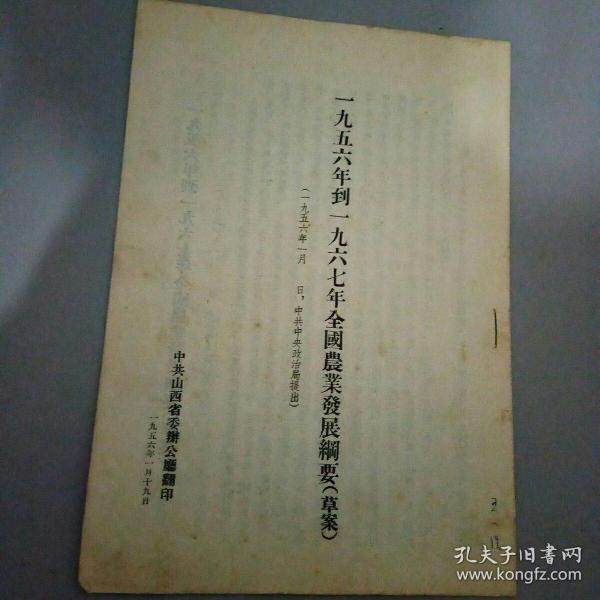 一九五六年到一九六七年全國農業發展綱要(草案)
(一九五六年一月 日,中共中央政治局提出)
中共山西省委辦公廳翻印
一九五六年一月十九日
孔夫子旧書网
www.kongfz.com